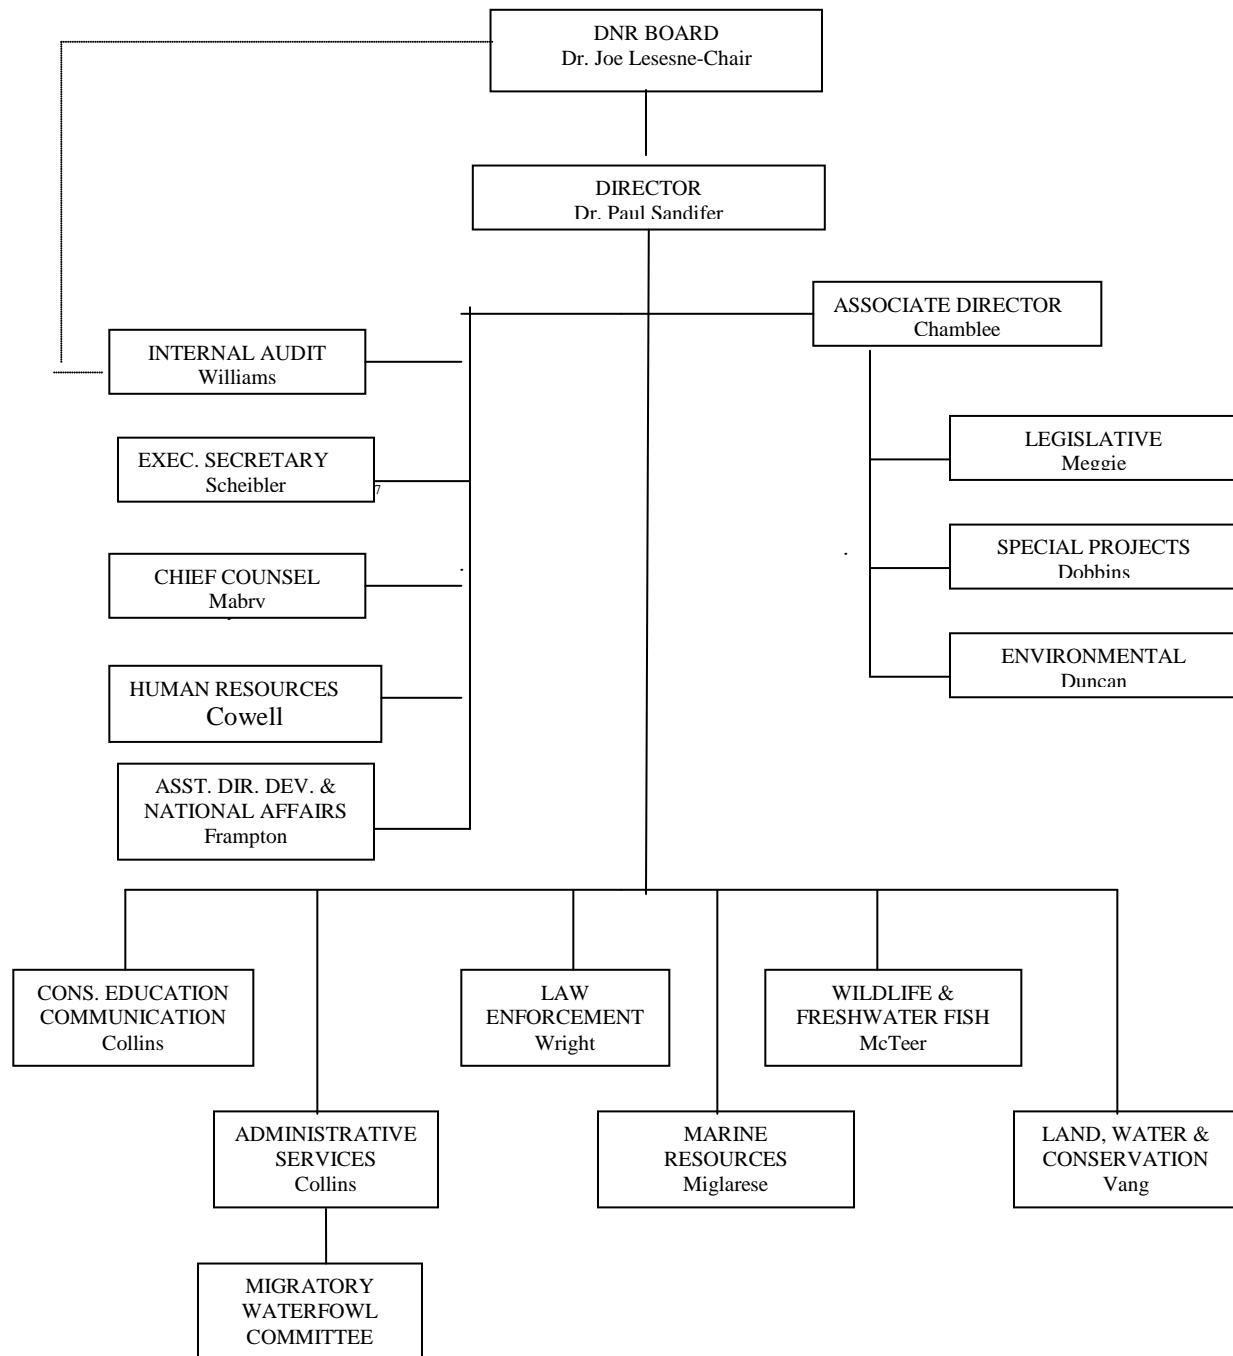 DNR BOARD
Dr. Joe Lesesne-Chair
DIRECTOR
Dr. Paul Sandifer
ASSOCIATE DIRECTOR
Chamblee
INTERNAL AUDIT
Williams
EXEC. SECRETARY
Scheibler
7
CHIEF COUNSEL
Mabry
HUMAN RESOURCES
Cowell
ASST. DIR. DEV. &
NATIONAL AFFAIRS
Frampton
LEGISLATIVE
Meggie
SPECIAL PROJECTS
Dobbins
ENVIRONMENTAL
Duncan
CONS. EDUCATION
COMMUNICATION
Collins
LAW
ENFORCEMENT
Wright
WILDLIFE &
FRESHWATER FISH
McTeer
ADMINISTRATIVE
SERVICES
Collins
MARINE
RESOURCES
Miglarese
LAND, WATER &
CONSERVATION
Vang
MIGRATORY
WATERFOWL
COMMITTEE